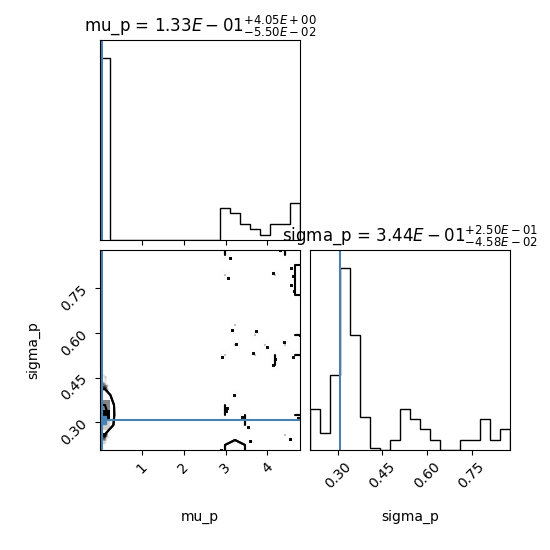 mu_p = 1.33E − 01+4.05E+00−5.50E−02
sigma_p = 3.44E − 01+2.50E−01−4.58E−02
sigma_p
0.75
0.60
0.45
0.30
1 2 3 4
0.30 0.45 0.60 0.75
mu_p sigma_p